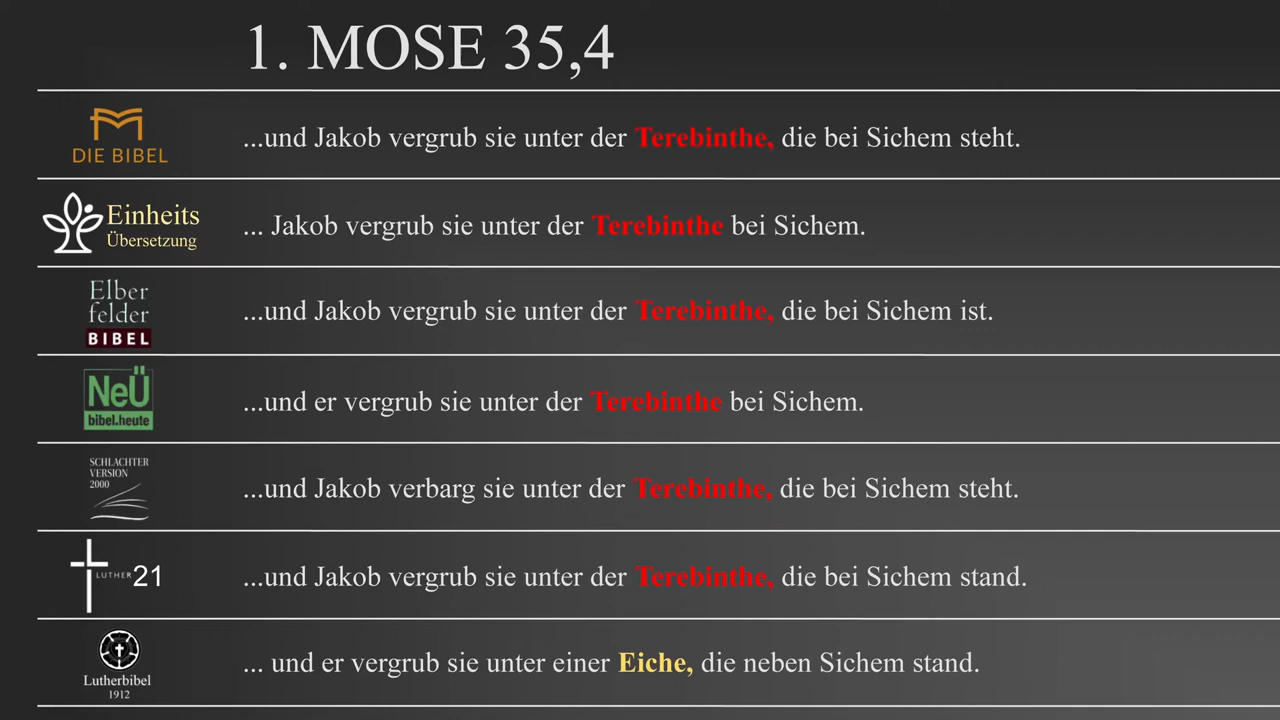 1. MOSE 35,4
DIE BIBEL
...und Jakob vergrub sie unter der Terebinthe, die bei Sichem steht.
Einheits
Übersetzung
... Jakob vergrub sie unter der Terebinthe bei Sichem.
Elber
felder
BIBEL
...und Jakob vergrub sie unter der Terebinthe, die bei Sichem ist.
NeÜ
bibel.heute
...und er vergrub sie unter der Terebinthe bei Sichem.
SCHLACHTER
VERSION
2000
...und Jakob verbarg sie unter der Terebinthe, die bei Sichem steht.
LUTHER21
...und Jakob vergrub sie unter der Terebinthe, die bei Sichem stand.
Lutherbibel
1912
... und er vergrub sie unter einer Eiche, die neben Sichem stand.